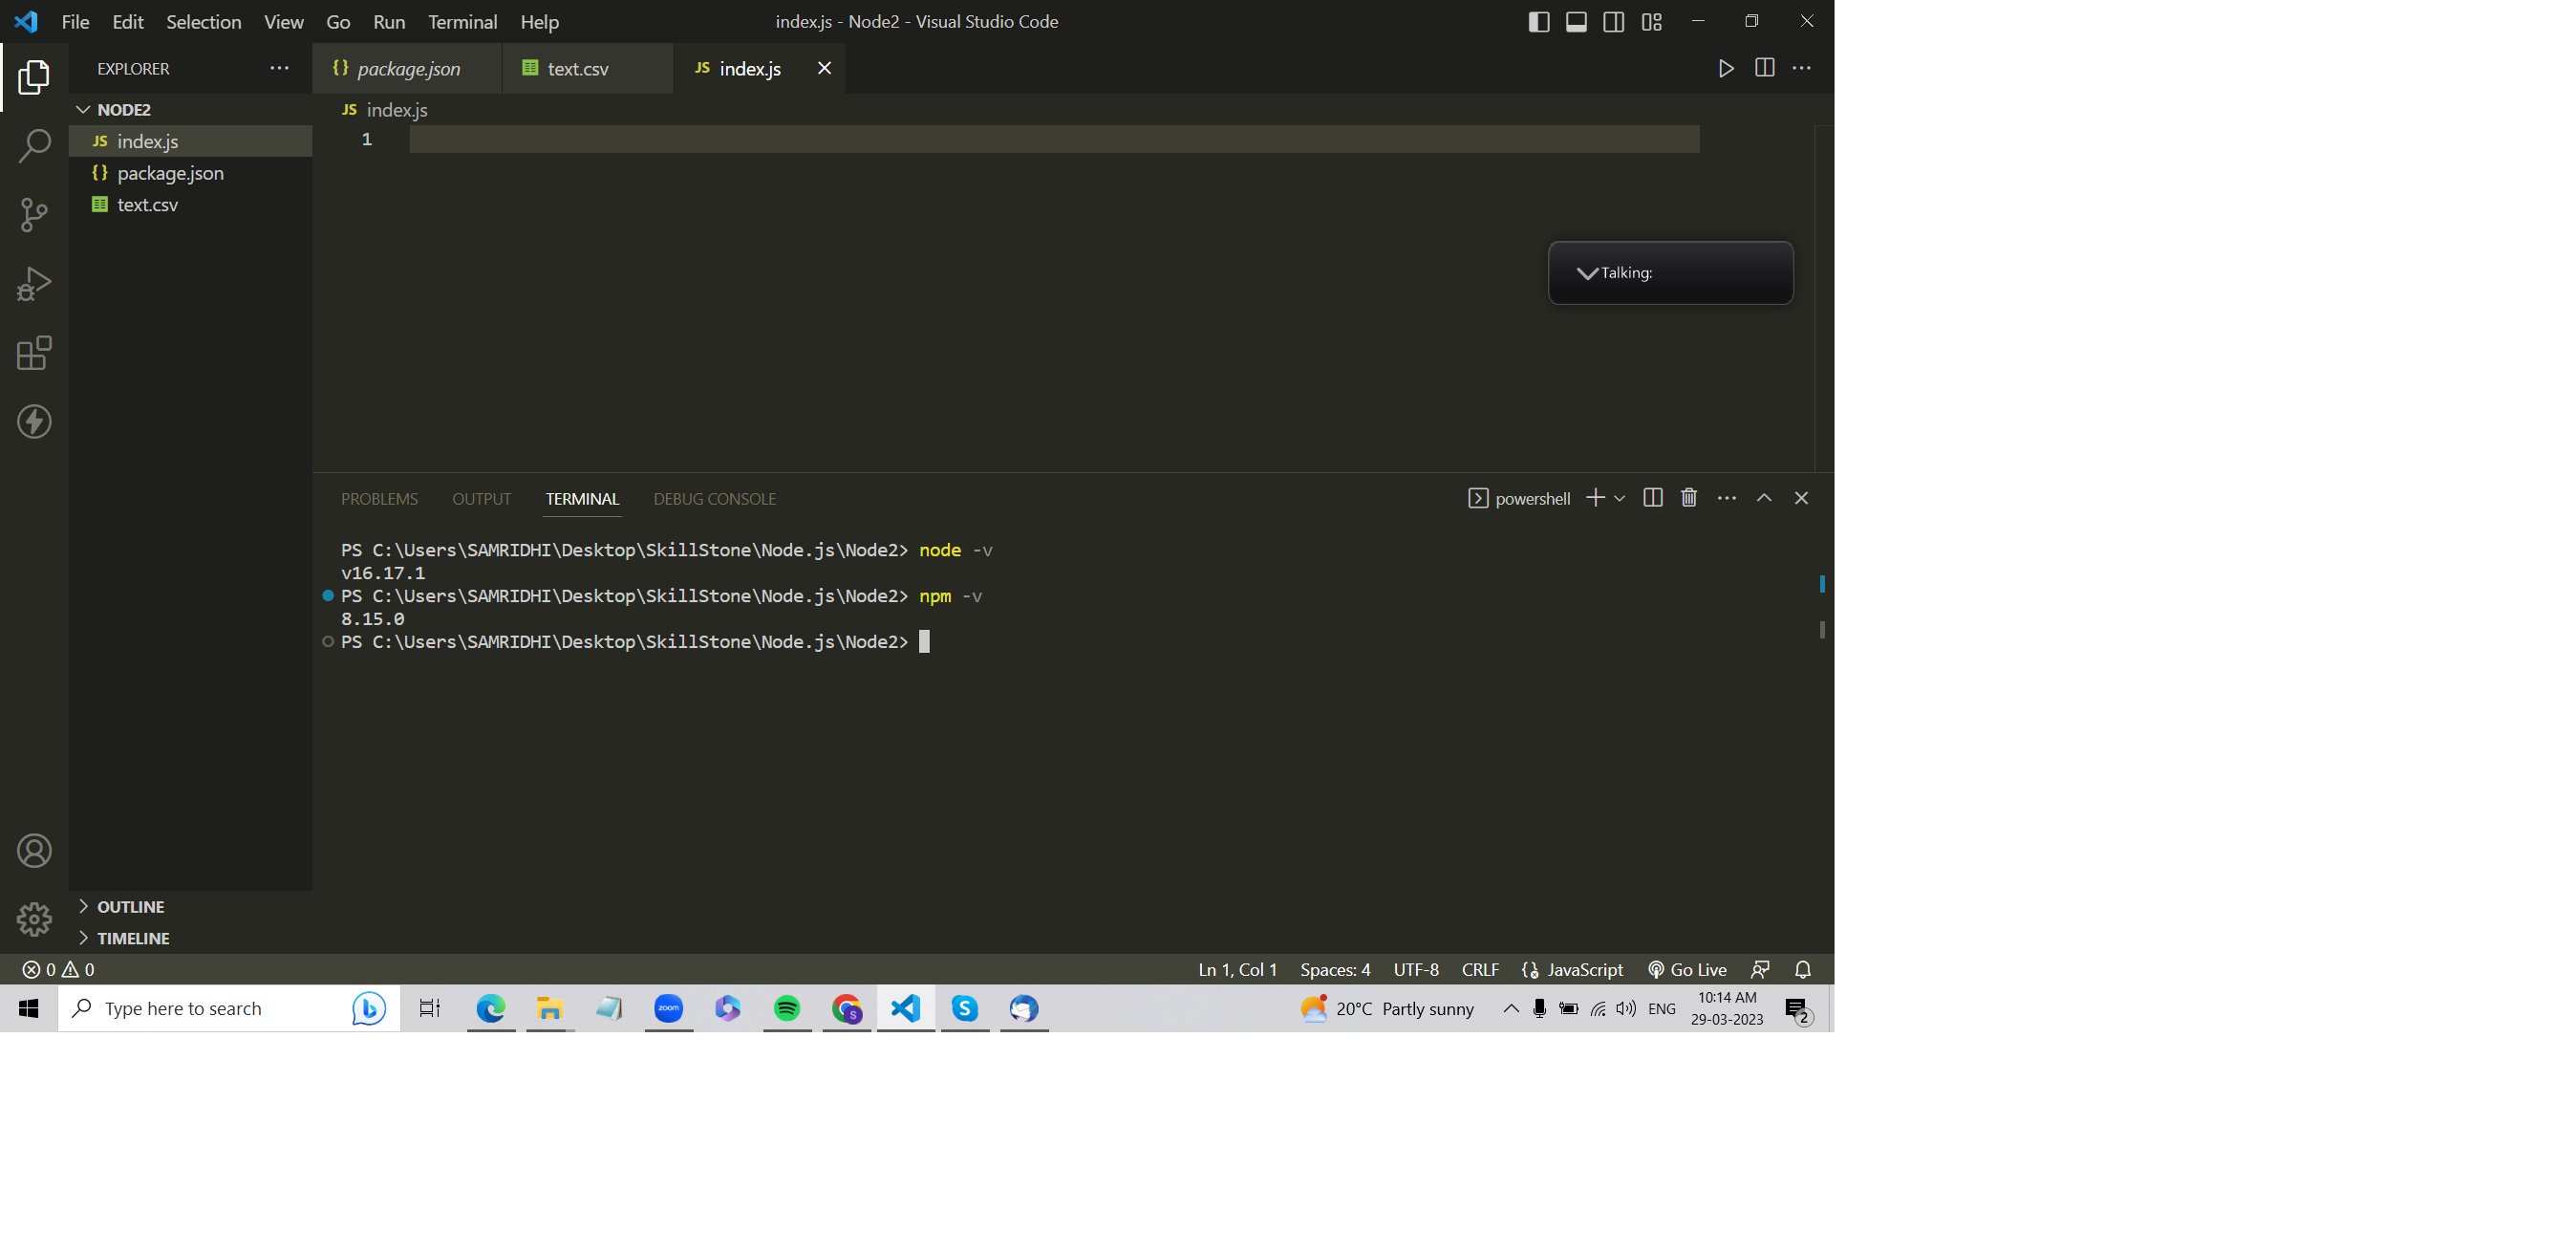 File Edit Selection View Go Run Terminal Help
index.js - Node2 - Visual Studio Code
EXPLORER
{} package.json
text.csv
JS index.js
NODE2
JS index.js
{} package.json
text.csv
JS index.js
1
Talking:
PROBLEMS OUTPUT TERMINAL DEBUG CONSOLE
powershell
PS C:\Users\SAMRIDHI\Desktop\SkillStone\Node.js\Node2> node -v
v16.17.1
PS C:\Users\SAMRIDHI\Desktop\SkillStone\Node.js\Node2> npm -v
8.15.0
PS C:\Users\SAMRIDHI\Desktop\SkillStone\Node.js\Node2>
OUTLINE
TIMELINE
0 0
Ln 1, Col 1 Spaces: 4 UTF-8 CRLF JavaScript Go Live
Type here to search
zoom
S
S
20°C Partly sunny
ENG
10:14 AM
29-03-2023
2